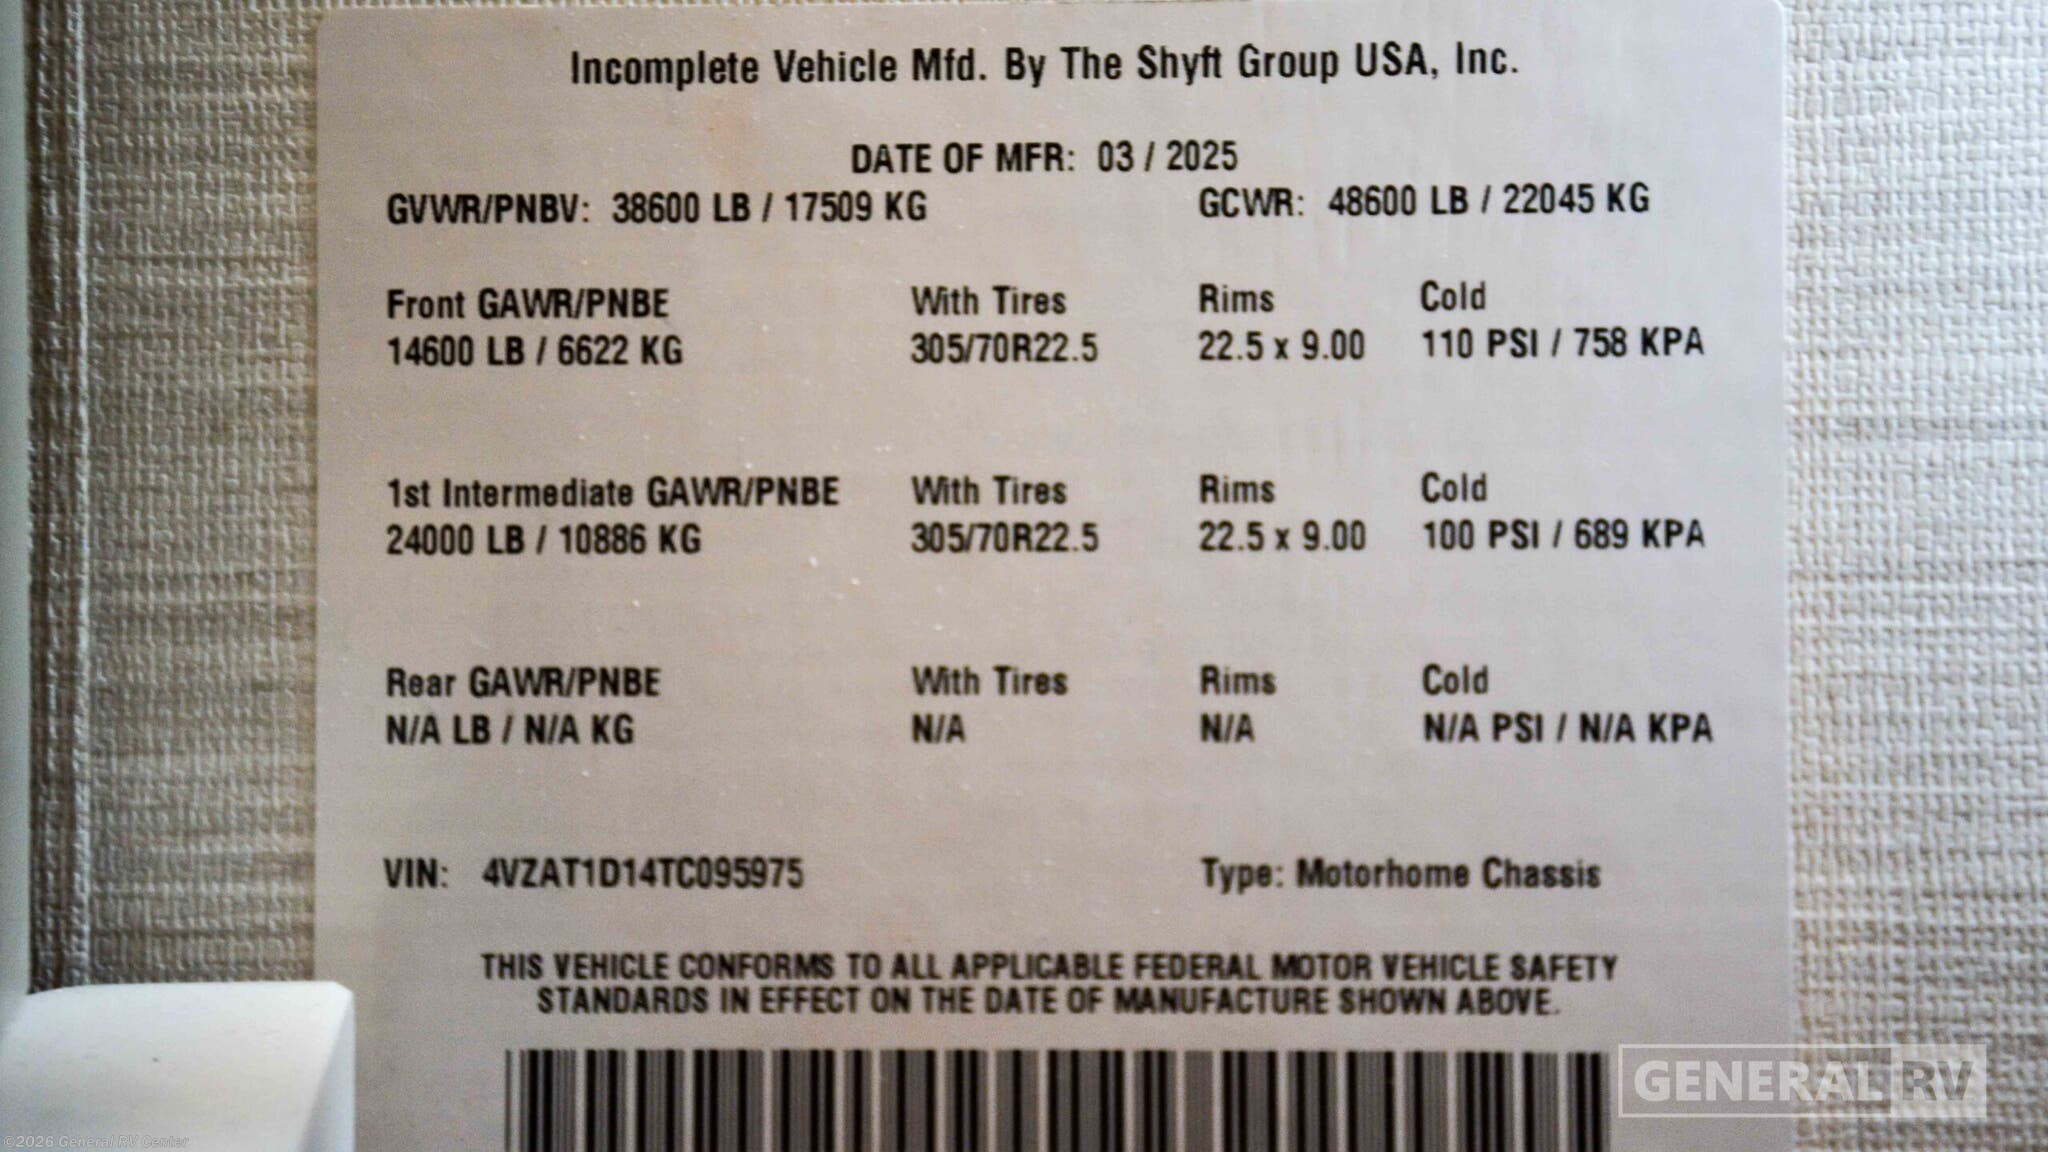 Incomplete Vehicle Mfd. By The Shyft Group USA, Inc.
DATE OF MFR: 03 / 2025
GVWR/PNBV: 38600 LB / 17509 KG GCWR: 48600 LB / 22045 KG
Front GAWR/PNBE With Tires Rims Cold
14600 LB / 6622 KG 305/70R22.5 22.5 x 9.00 110 PSI / 758 KPA
1st Intermediate GAWR/PNBE With Tires Rims Cold
24000 LB / 10886 KG 305/70R22.5 22.5 x 9.00 100 PSI / 689 KPA
Rear GAWR/PNBE With Tires Rims Cold
N/A LB / N/A KG N/A N/A N/A PSI / N/A KPA
VIN: 4VZAT1D14TC095975 Type: Motorhome Chassis
THIS VEHICLE CONFORMS TO ALL APPLICABLE FEDERAL MOTOR VEHICLE SAFETY
STANDARDS IN EFFECT ON THE DATE OF MANUFACTURE SHOWN ABOVE.
GENERAL RV
©2026 General RV Center